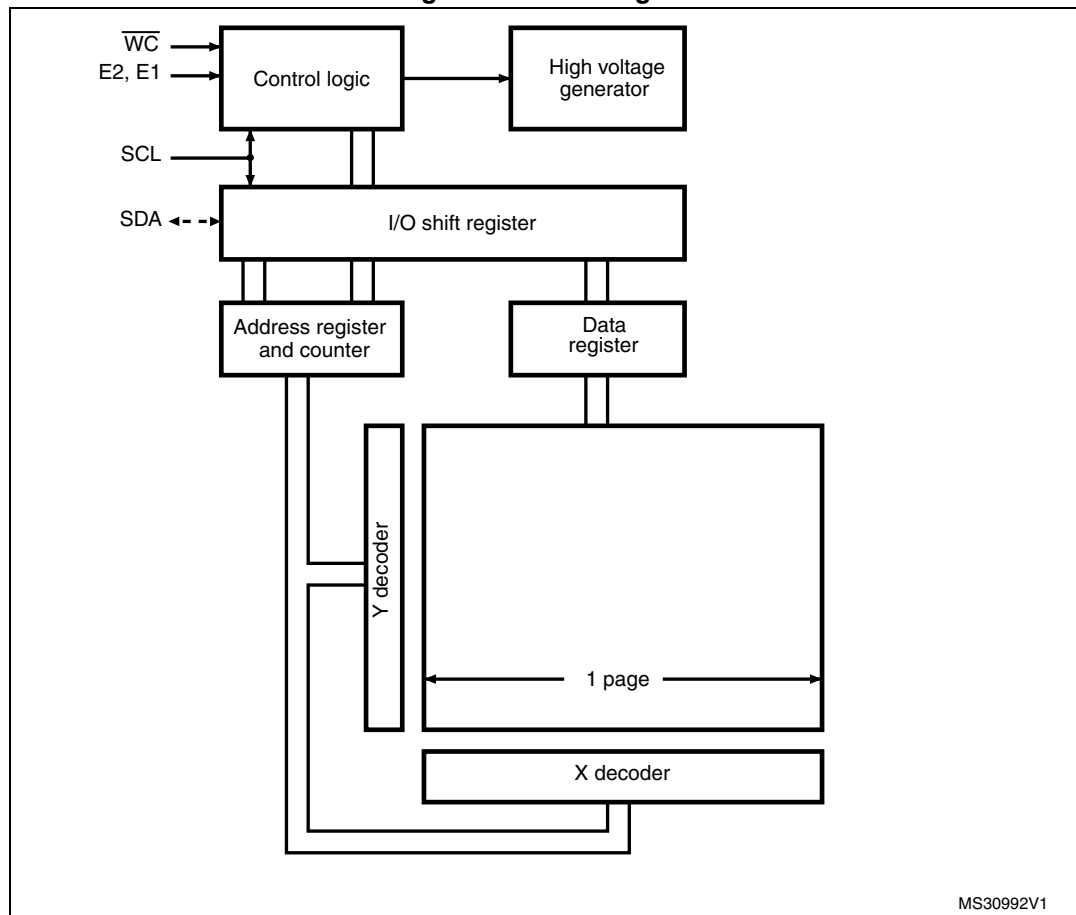 WC
E2, E1
Control logic
High voltage
generator
SCL
SDA
I/O shift register
Address register
and counter
Data
register
Y decoder
1 page
X decoder
MS30992V1